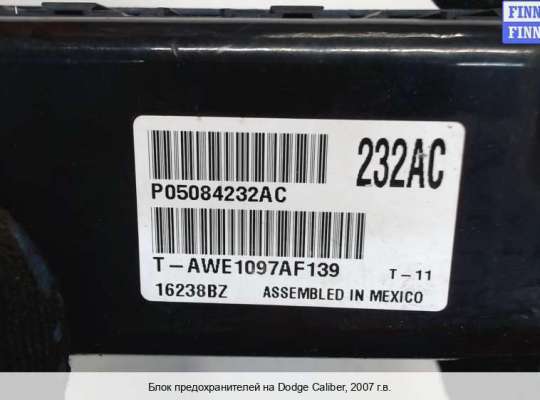 FINN
FINN
232AC
P05084232AC
T-AWE1097AF139
T-11
16238BZ ASSEMBLED IN MEXICO
Блок предохранителей на Dodge Caliber, 2007 г.в.